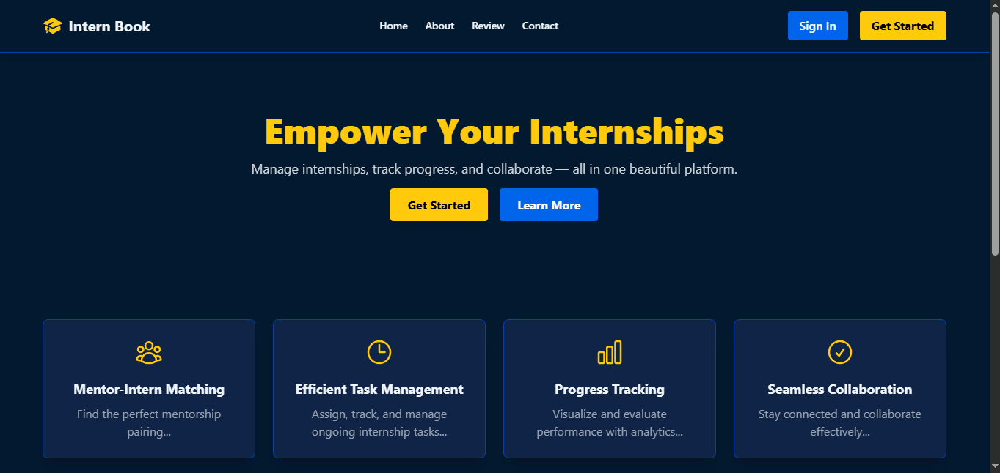 Intern Book
Home
About
Review
Contact
Sign In
Get Started
Empower Your Internships
Manage internships, track progress, and collaborate — all in one beautiful platform.
Get Started
Learn More
Mentor-Intern Matching
Find the perfect mentorship
pairing...
Efficient Task Management
Assign, track, and manage
ongoing internship tasks...
Progress Tracking
Visualize and evaluate
performance with analytics...
Seamless Collaboration
Stay connected and collaborate
effectively...